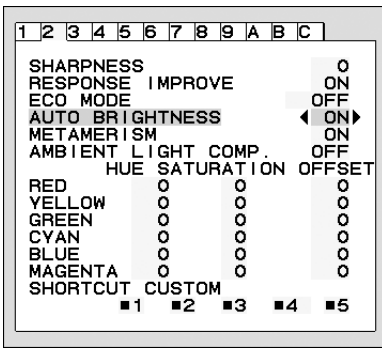 1 2 3 4 5 6 7 8 9 A B C
SHARPNESS 0
RESPONSE IMPROVE ON
ECO MODE OFF
AUTO BRIGHTNESS ON
METAMERISM ON
AMBIENT LIGHT COMP. OFF
HUE SATURATION OFFSET
RED 0 0 0
YELLOW 0 0 0
GREEN 0 0 0
CYAN 0 0 0
BLUE 0 0 0
MAGENTA 0 0 0
SHORTCUT CUSTOM
■1 ■2 ■3 ■4 ■5